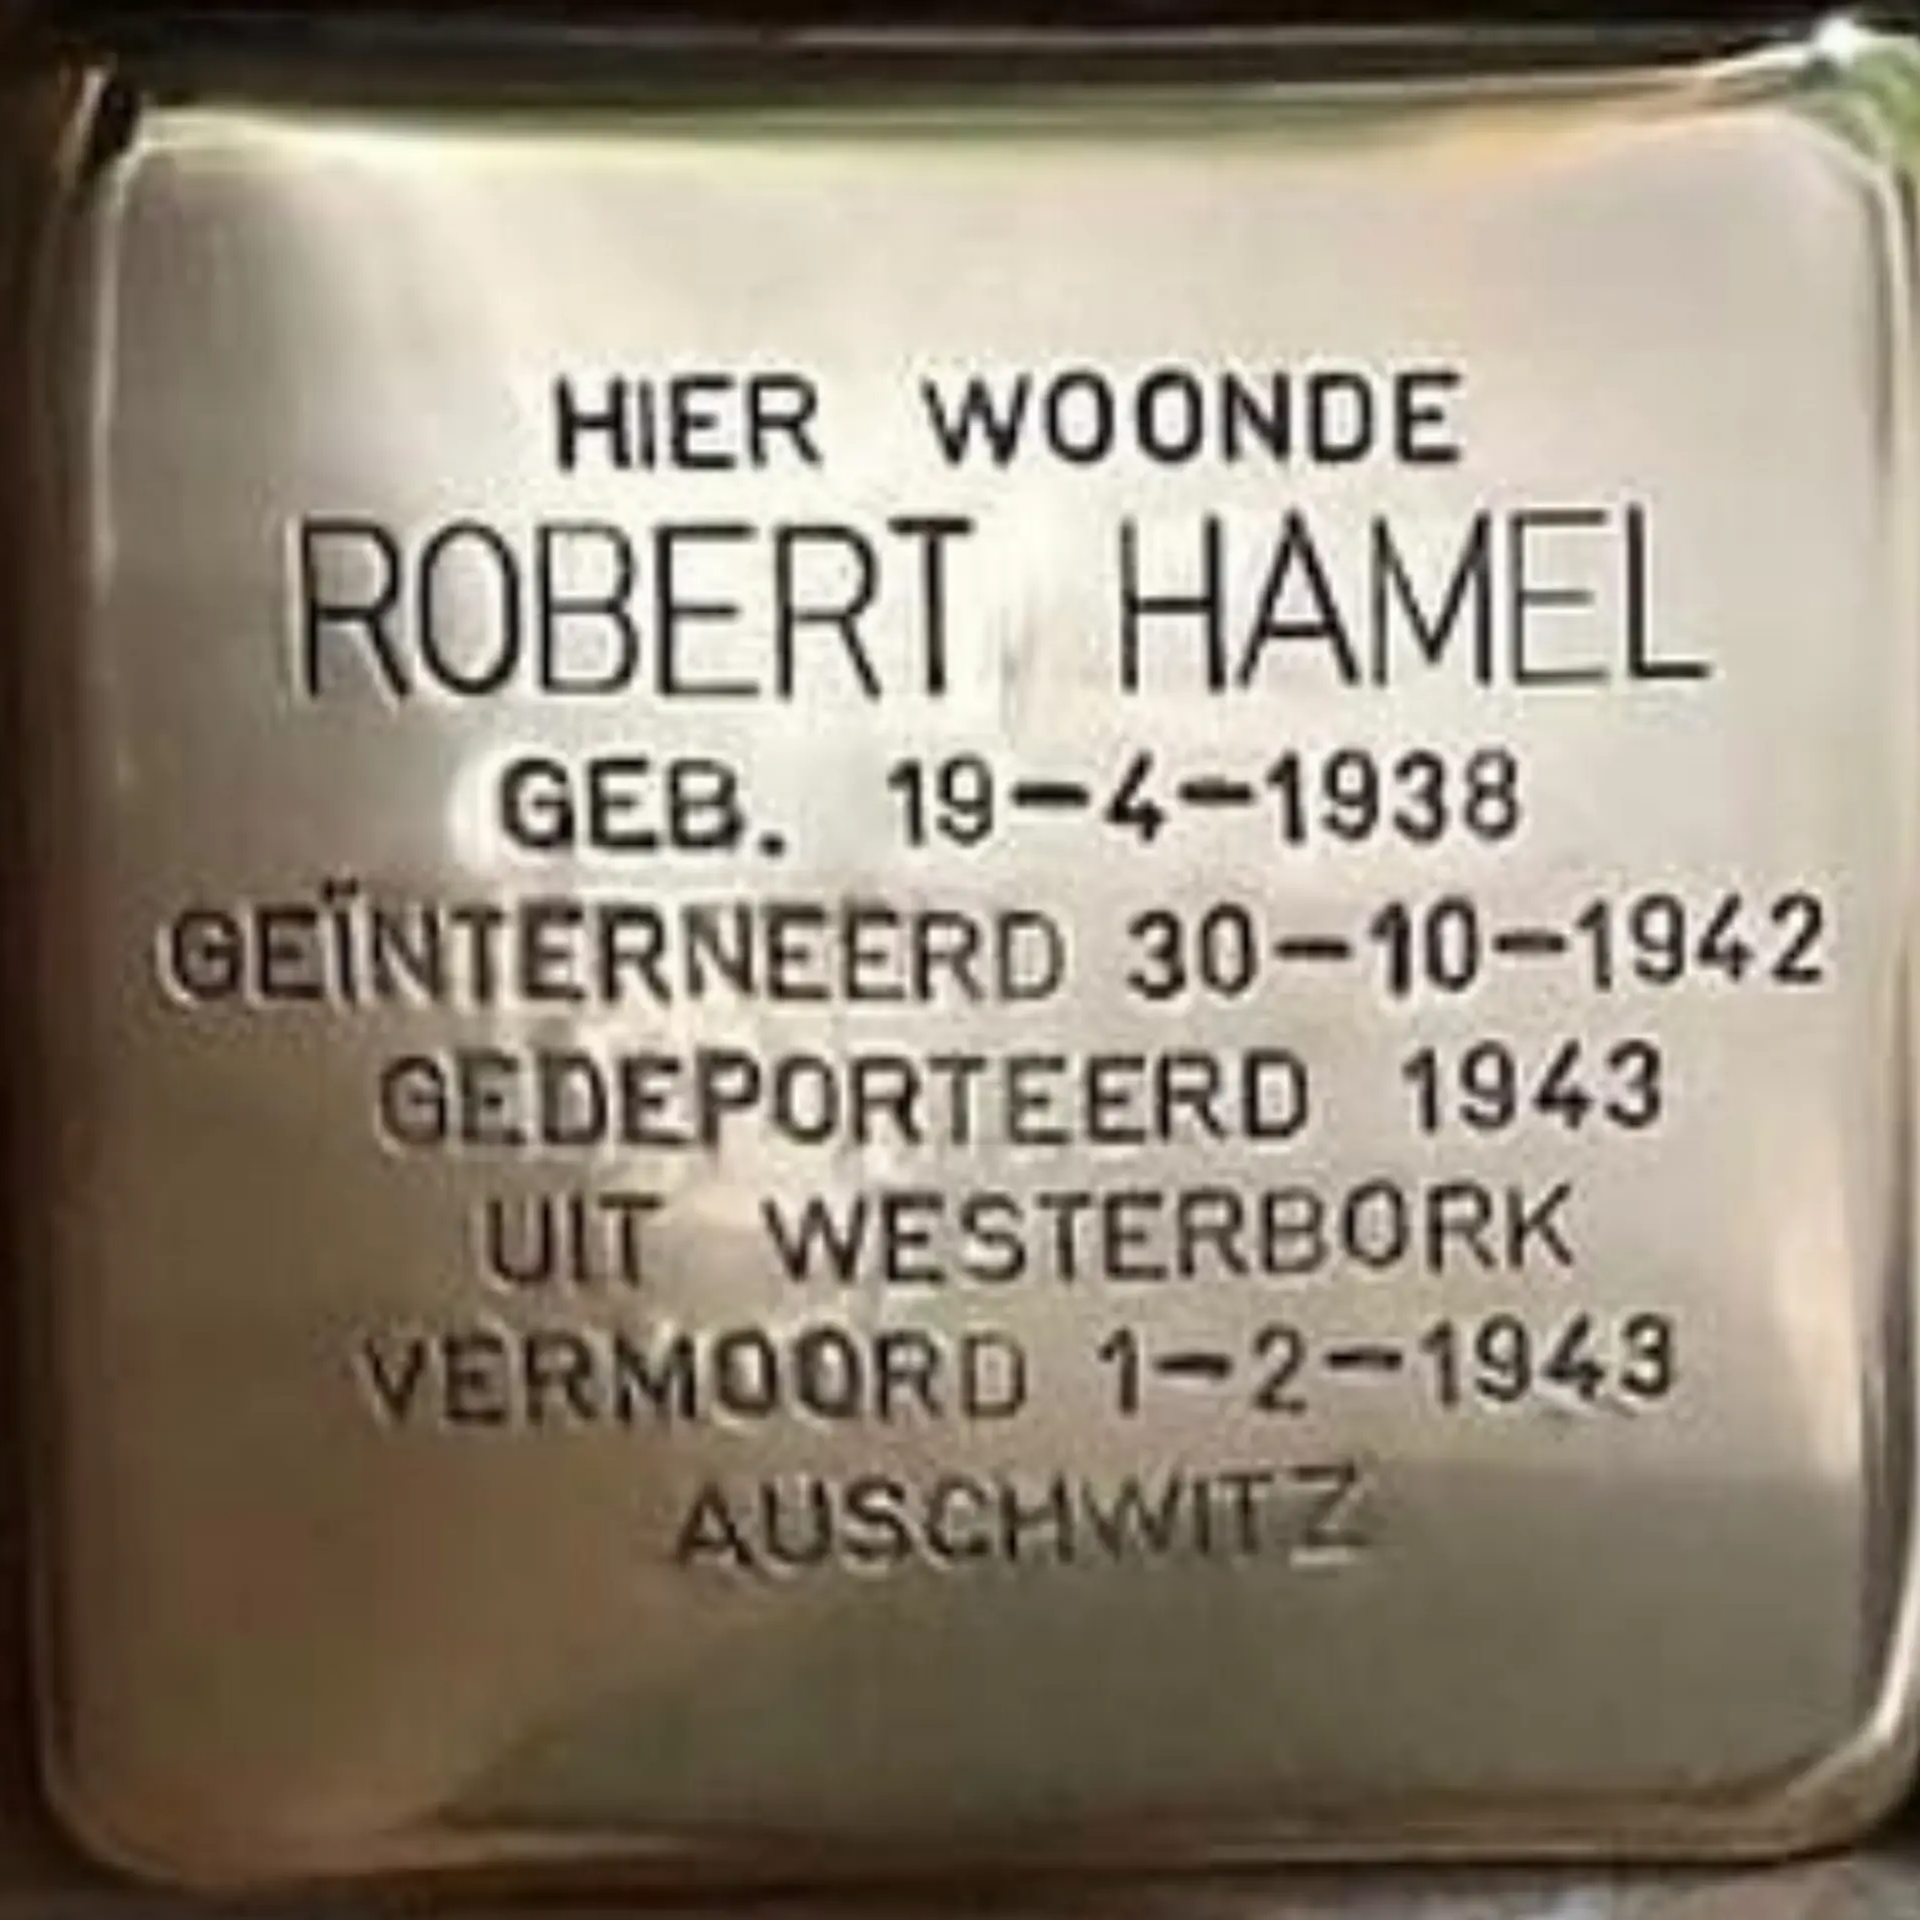 HIER WOONDE
ROBERT HAMEL
GEB. 19-4-1938
GEÏNTERNEERD 30-10-1942
GEDEPORTEERD 1943
UIT WESTERBORK
VERMOORD 1-2-1943
AUSCHWITZ